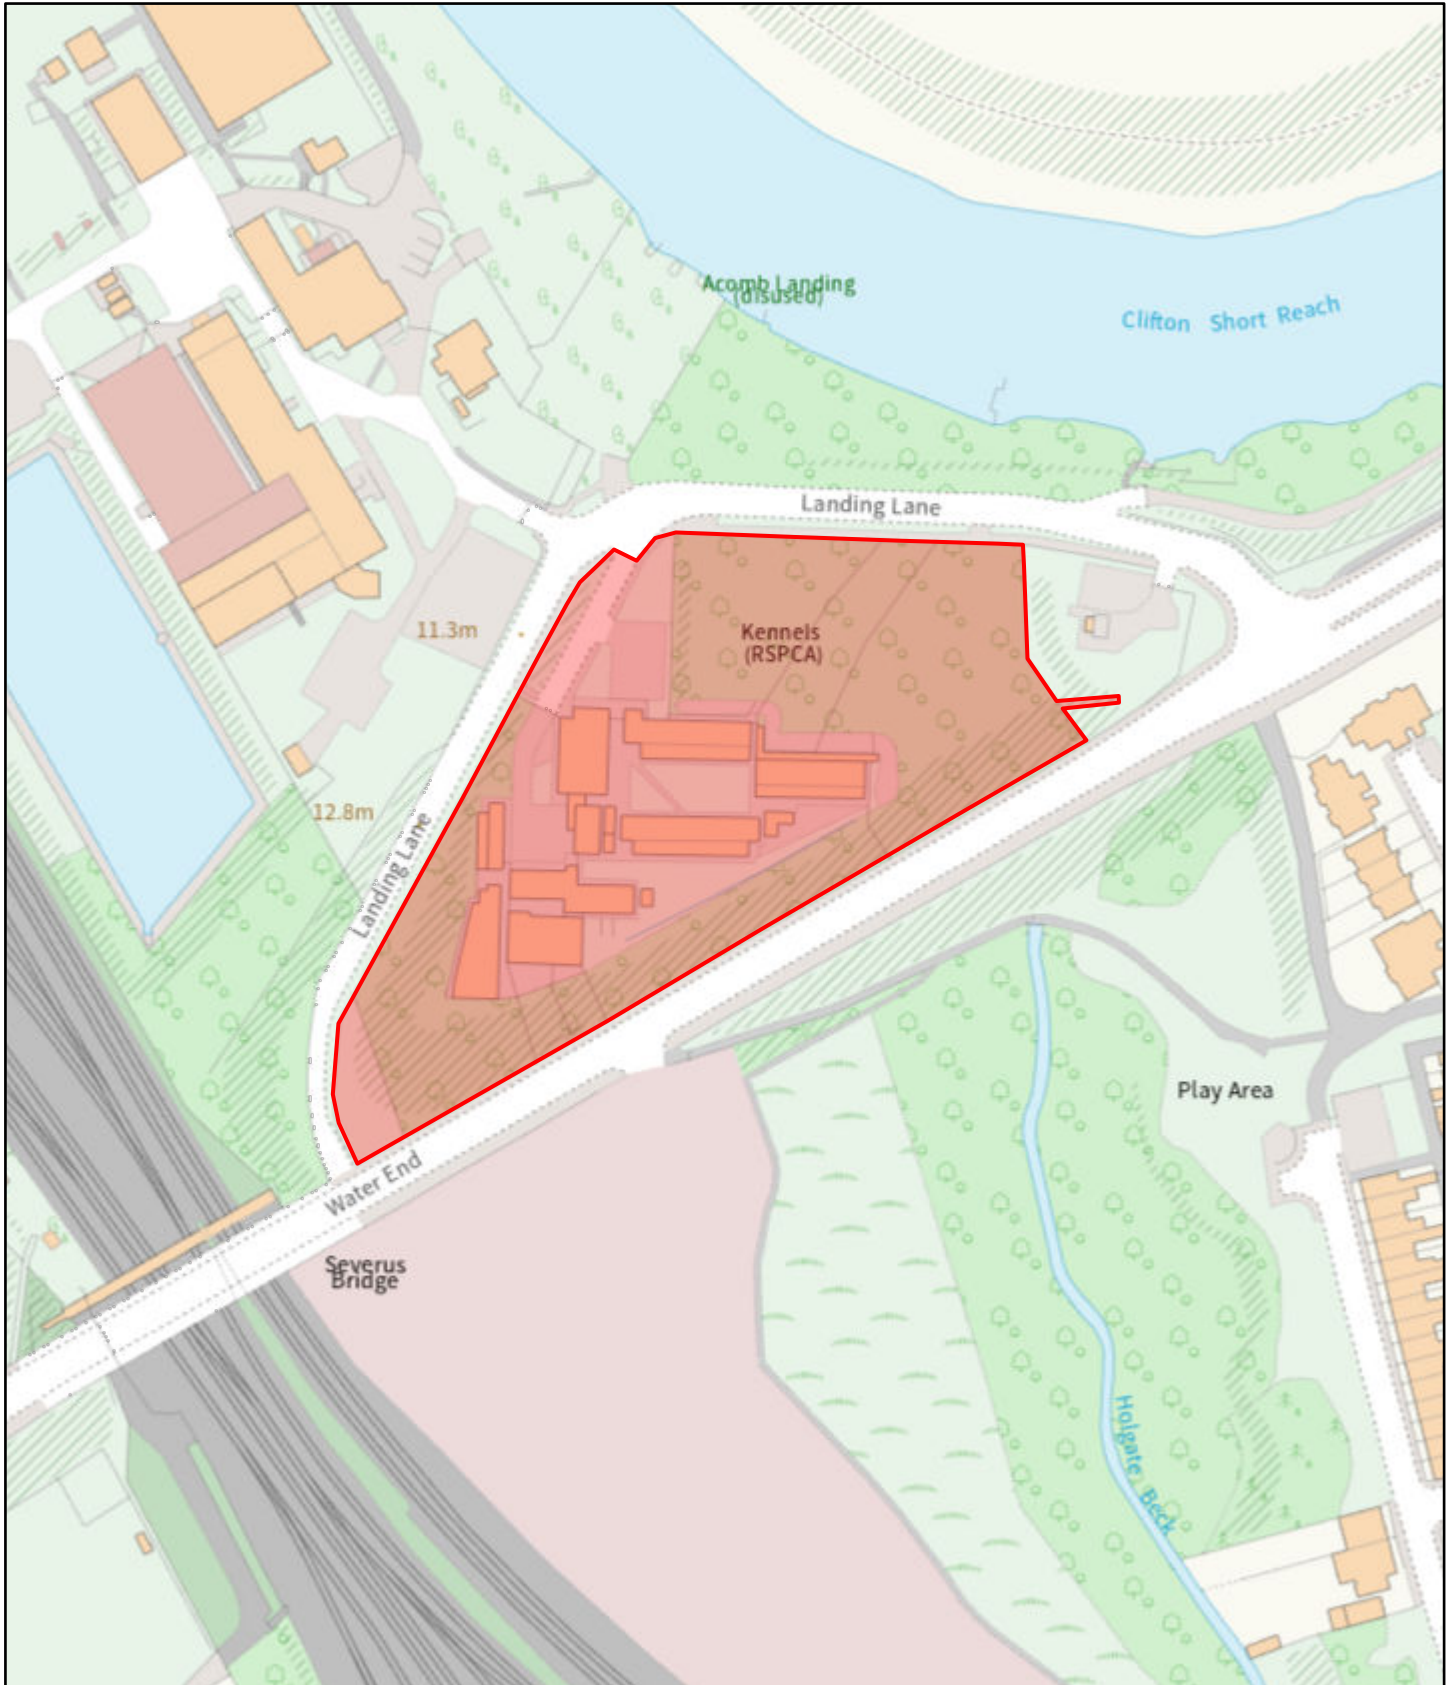 Acomb Landing
(disused)
Clifton Short Reach
Landing Lane
11.3m
Kennels
(RSPCA)
12.8m
Landing Lane
Play Area
Water End
Severus
Bridge
Holgate Beck